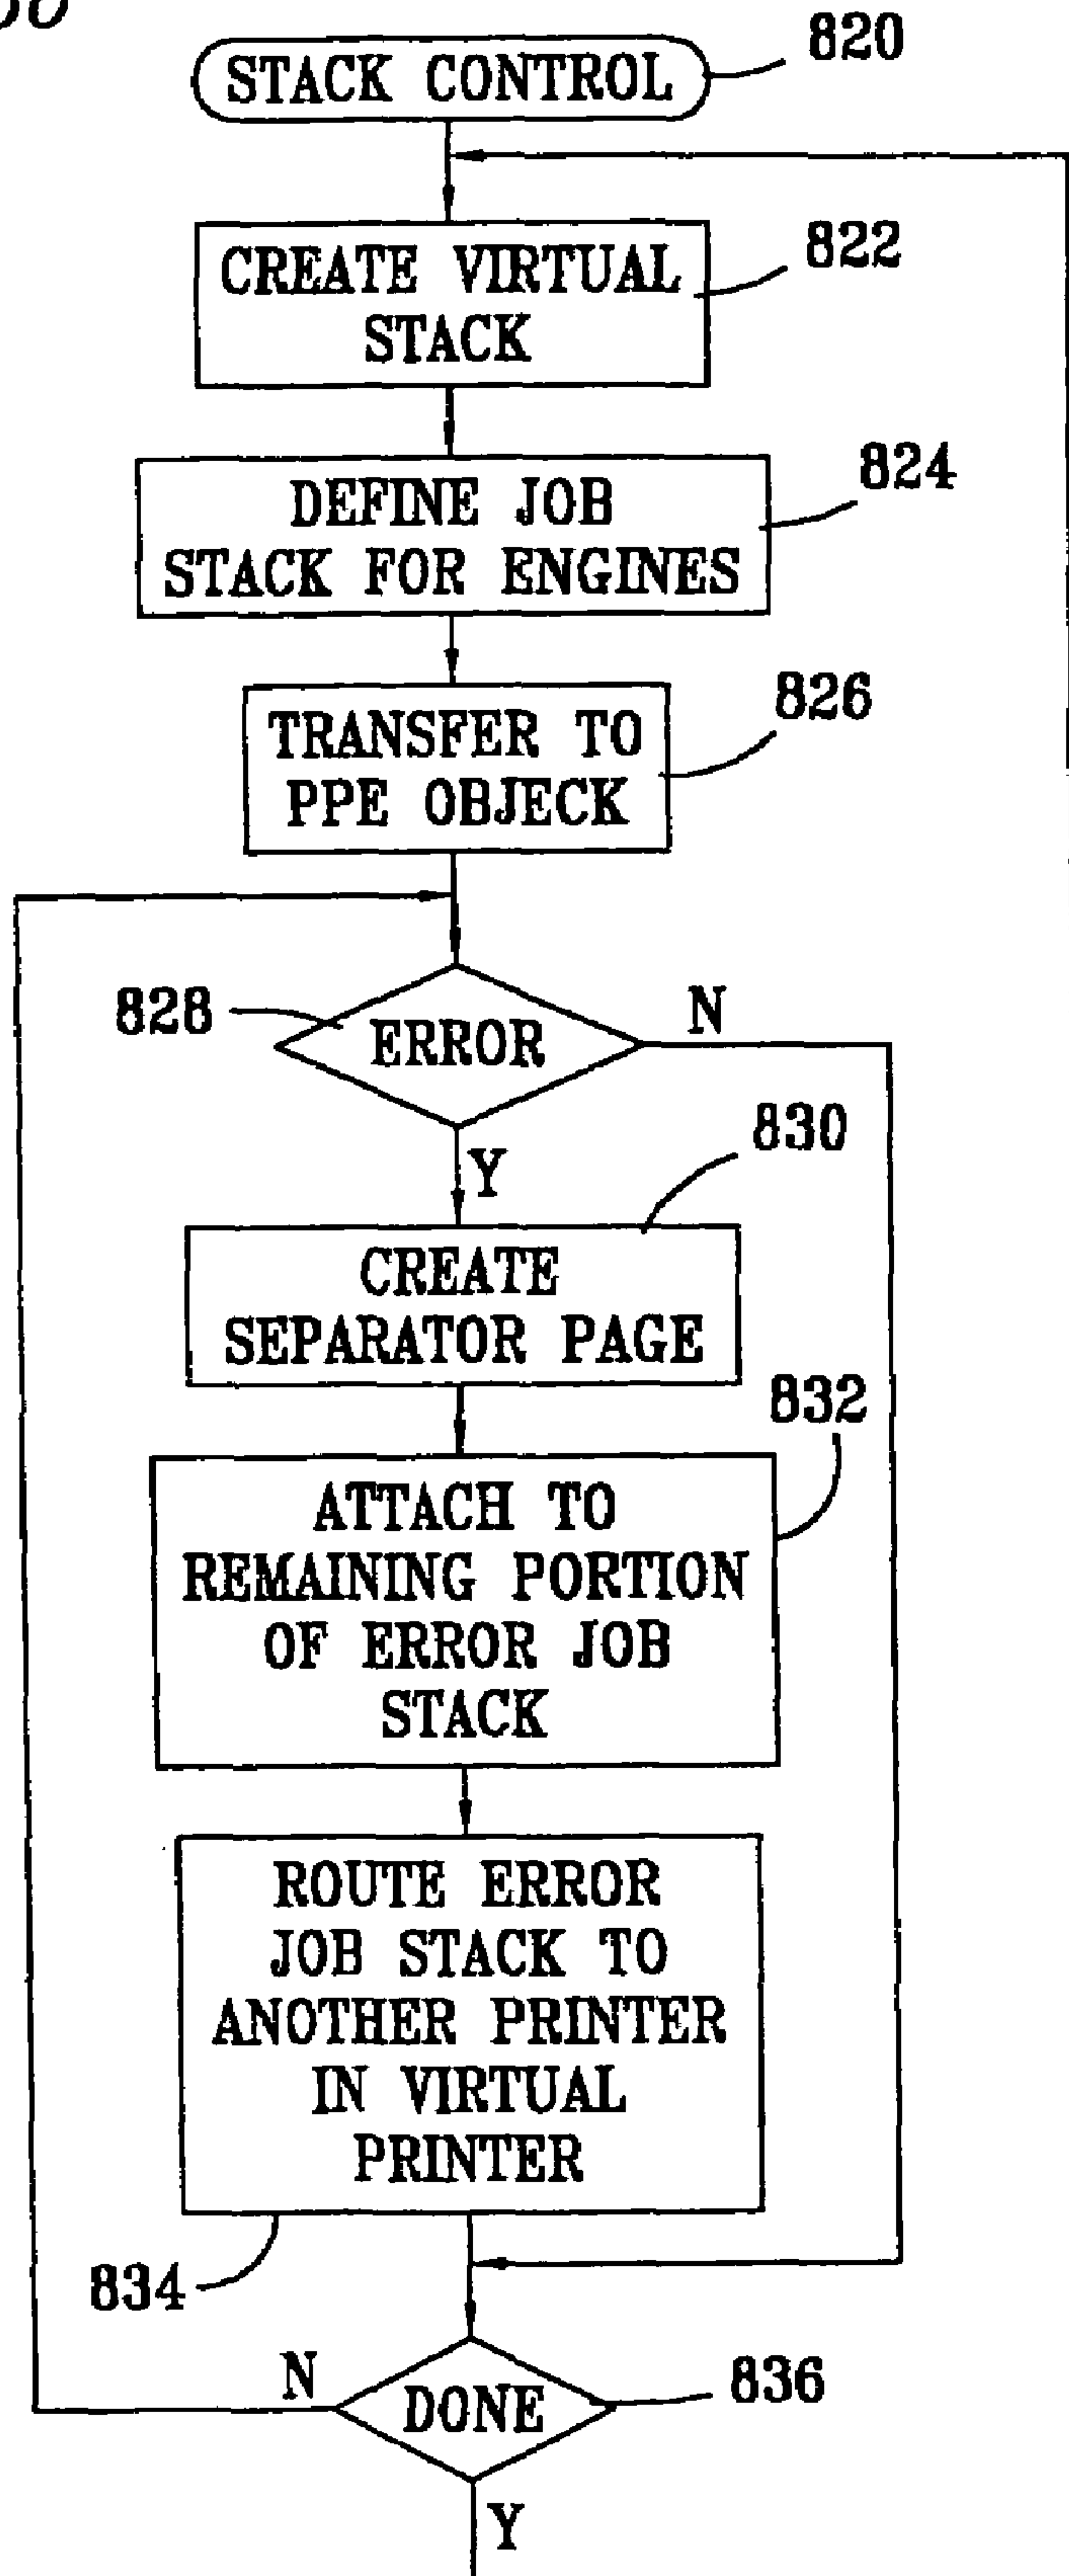 STACK CONTROL
820
CREATE VIRTUAL
STACK
822
DEFINE JOB
STACK FOR ENGINES
824
TRANSFER TO
PPE OBJECK
826
828
ERROR
N
Y
830
CREATE
SEPARATOR PAGE
832
ATTACH TO
REMAINING PORTION
OF ERROR JOB
STACK
ROUTE ERROR
JOB STACK TO
ANOTHER PRINTER
IN VIRTUAL
PRINTER
834
N
DONE
836
Y